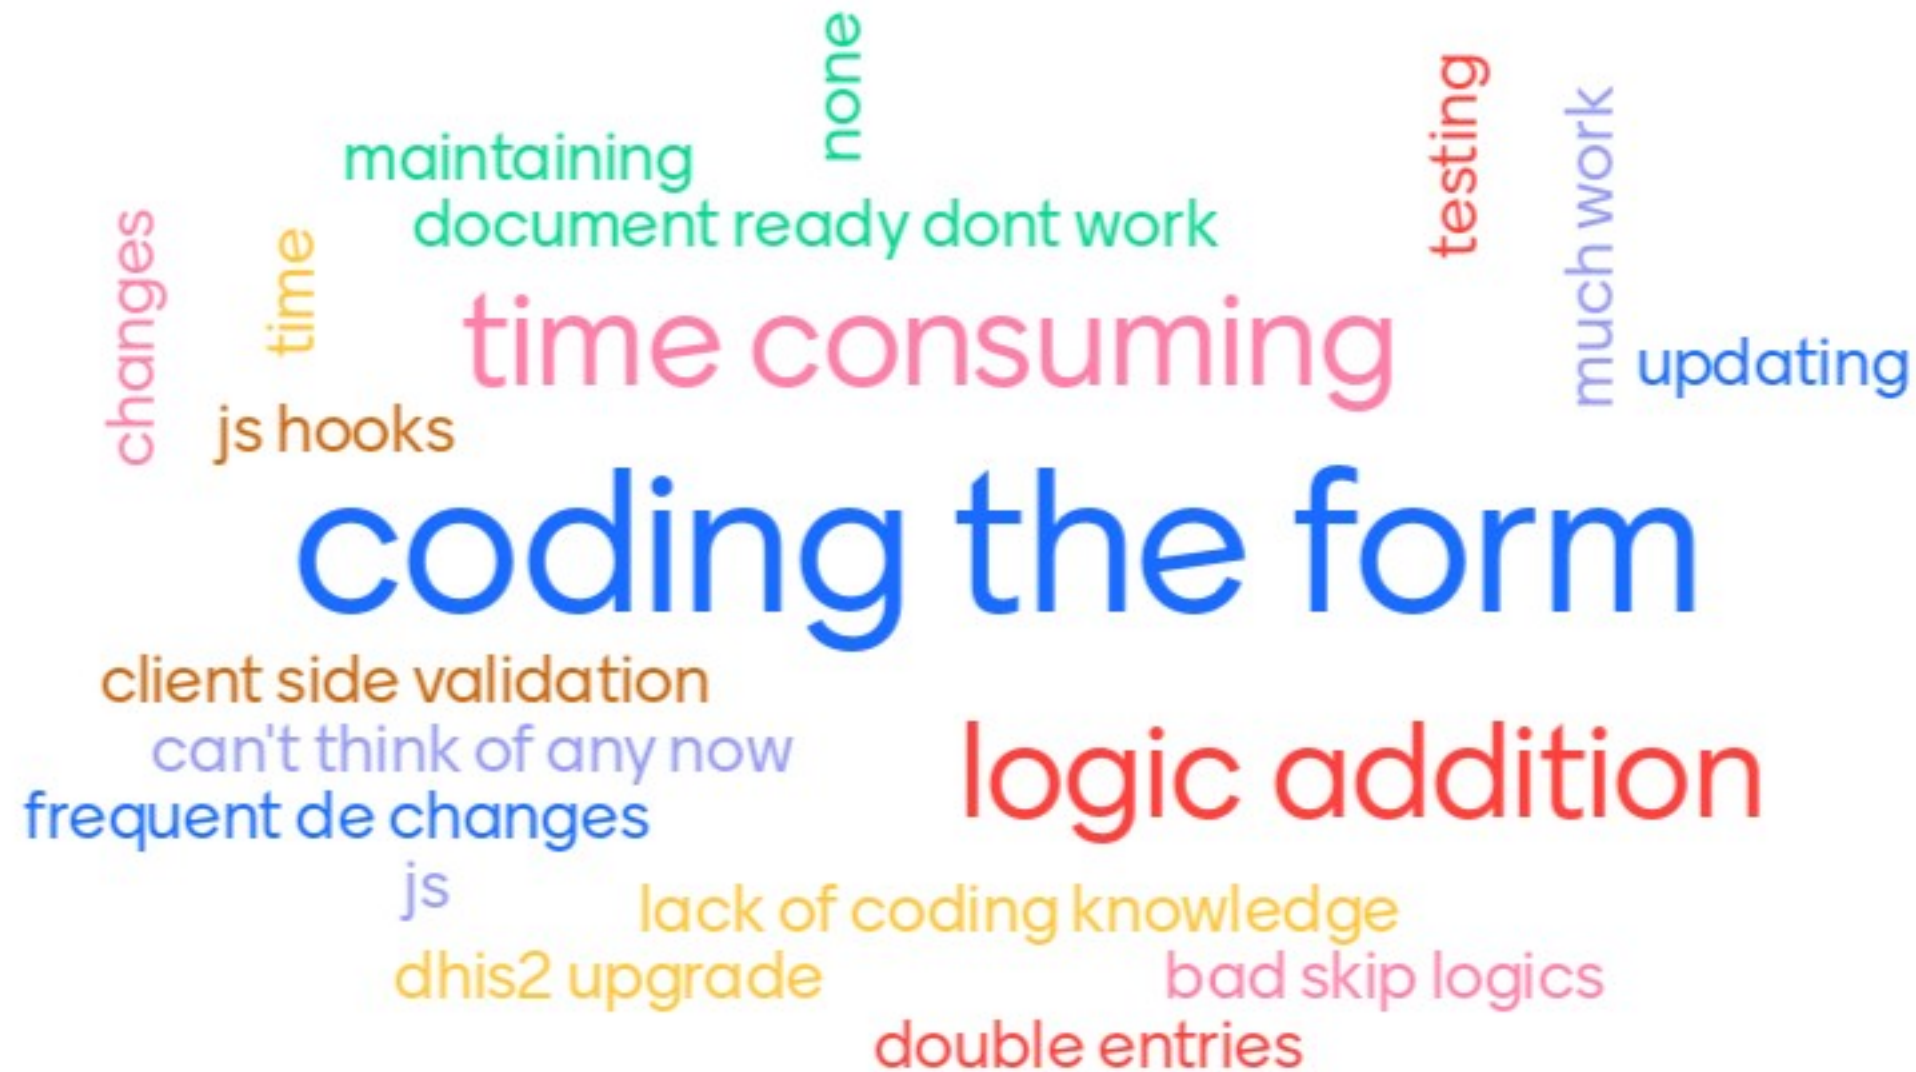 none
testing
much work
maintaining
document ready dont work
changes
time
time consuming
updating
js hooks
coding the form
client side validation
can't think of any now
logic addition
frequent de changes
js
lack of coding knowledge
dhis2 upgrade
bad skip logics
double entries